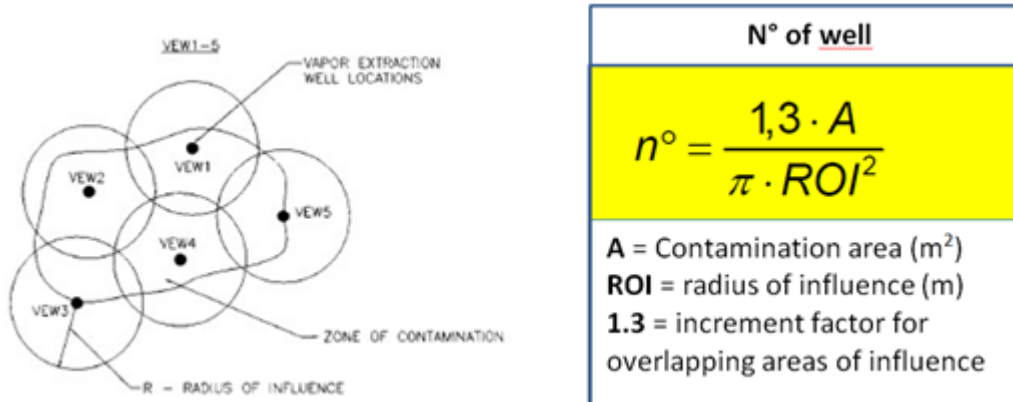 VEW1-5
VAPOR EXTRACTION
WELL LOCATIONS
VEW1
VEW2
VEW5
VEW4
VEW3
ZONE OF CONTAMINATION
R - RADIUS OF INFLUENCE
N° of well
n° = 1,3 · A / π · ROI²
A = Contamination area (m²)
ROI = radius of influence (m)
1.3 = increment factor for
overlapping areas of influence